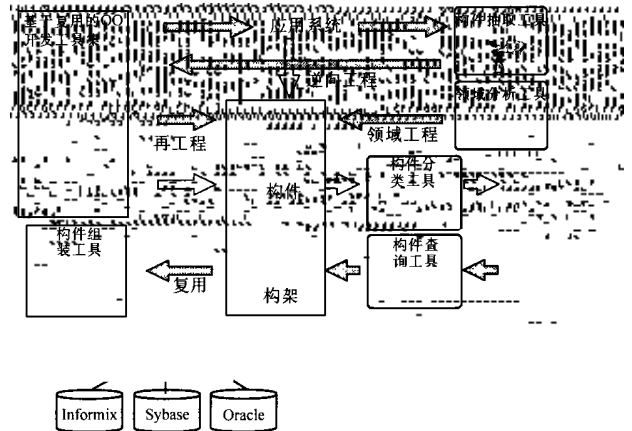 基于复用的OO
开发工具集
应用系统
构件抽取工具
逆向工程
领域分析工具
再工程
领域工程
构件
构件分
类工具
构件组
装工具
构件查
询工具
复用
构架
Informix
Sybase
Oracle